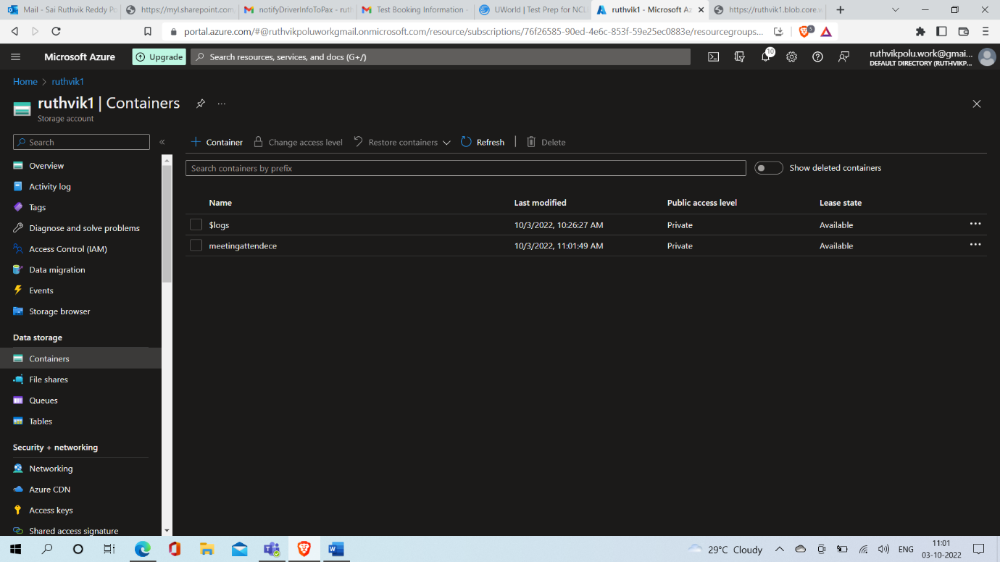 Mail - Sai Ruthvik Reddy Po
https://myl.sharepoint.com
notifyDriverInfoToPax - ruth
Test Booking Information -
UWorld | Test Prep for NCL
ruthvik1 - Microsoft Az
https://ruthvik1.blob.core.w
portal.azure.com/#@ruthvikpoluworkgmail.onmicrosoft.com/resource/subscriptions/76f26585-90ed-4e6c-853f-59e25ec0883e/resourcegroups...
5
Microsoft Azure
Upgrade
Search resources, services, and docs (G+/)
10
ruthvikpolu.work@gmai...
DEFAULT DIRECTORY (RUTHVIKP...
Home > ruthvik1
ruthvik1 | Containers
Storage account
Search
Container
Change access level
Restore containers
Refresh
Delete
Search containers by prefix
Show deleted containers
Overview
Activity log
Tags
Diagnose and solve problems
Access Control (IAM)
Data migration
Events
Storage browser
Data storage
Containers
File shares
Queues
Tables
Security + networking
Networking
Azure CDN
Access keys
Shared access signature
Name Last modified Public access level Lease state
$logs 10/3/2022, 10:26:27 AM Private Available
meetingattendece 10/3/2022, 11:01:49 AM Private Available
29°C Cloudy
ENG
11:01
03-10-2022